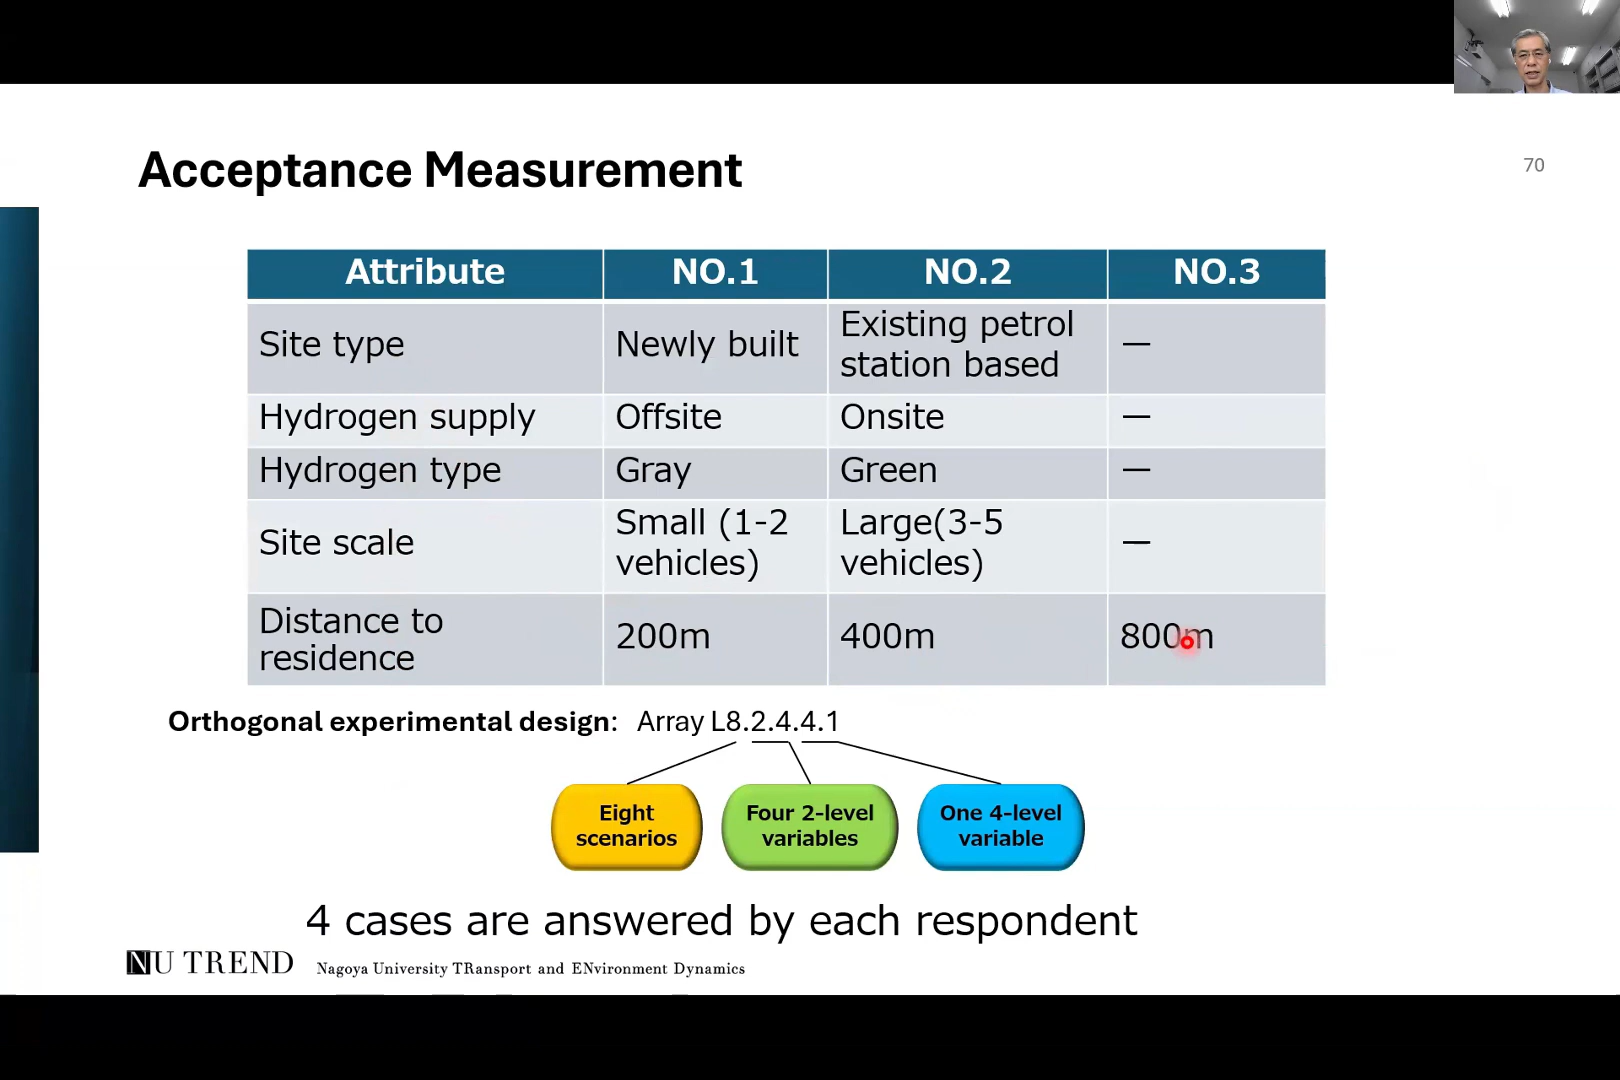 Acceptance Measurement
70
Attribute NO.1 NO.2 NO.3
Site type Newly built Existing petrol station based —
Hydrogen supply Offsite Onsite —
Hydrogen type Gray Green —
Site scale Small (1-2 vehicles) Large(3-5 vehicles) —
Distance to residence 200m 400m 800m
Orthogonal experimental design: Array L8.2.4.4.1
Eight scenarios
Four 2-level variables
One 4-level variable
4 cases are answered by each respondent
NU TREND Nagoya University TRansport and ENvironment Dynamics